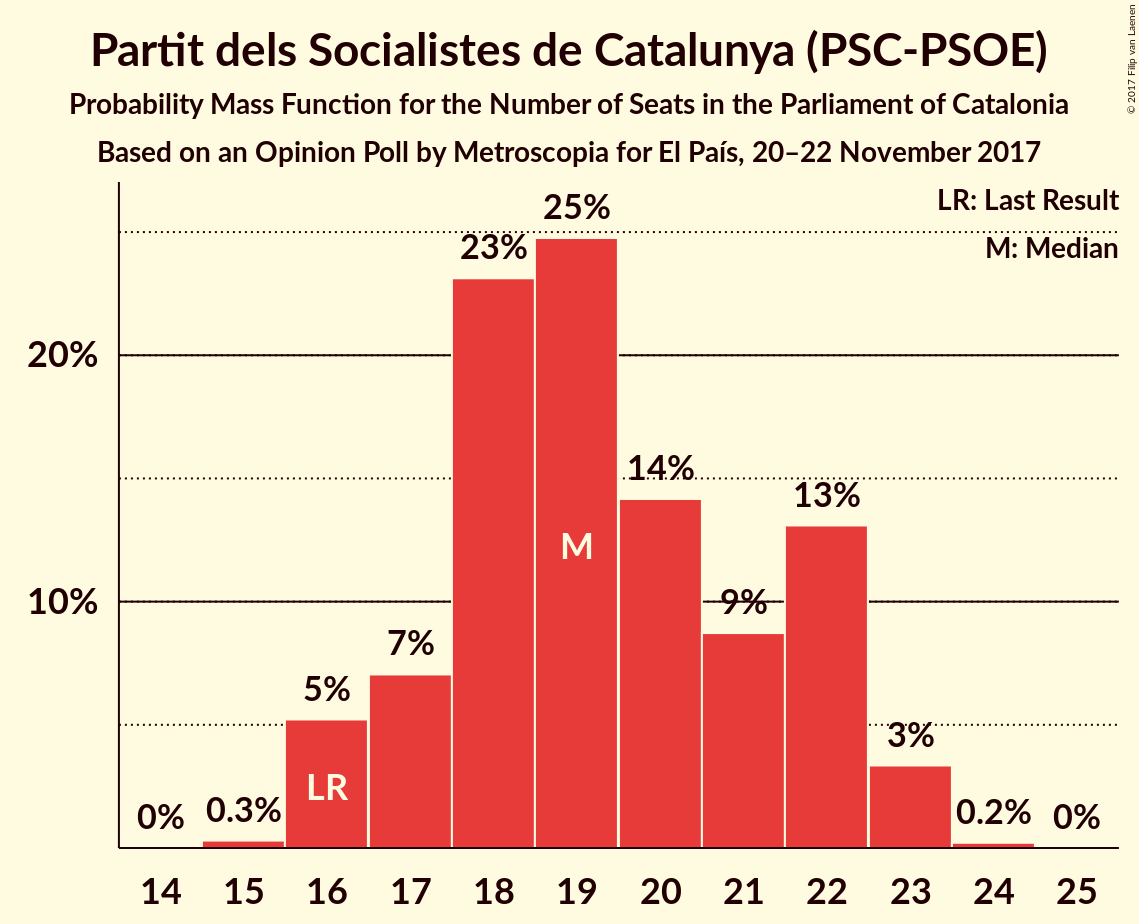 Partit dels Socialistes de Catalunya (PSC-PSOE)
Probability Mass Function for the Number of Seats in the Parliament of Catalonia
Based on an Opinion Poll by Metroscopia for El País, 20–22 November 2017
© 2017 Filip van Laenen
LR: Last Result
M: Median
25%
23%
20%
14%
13%
M
10%
9%
7%
5%
3%
LR
0%
0.3%
0.2%
0%
14 15 16 17 18 19 20 21 22 23 24 25